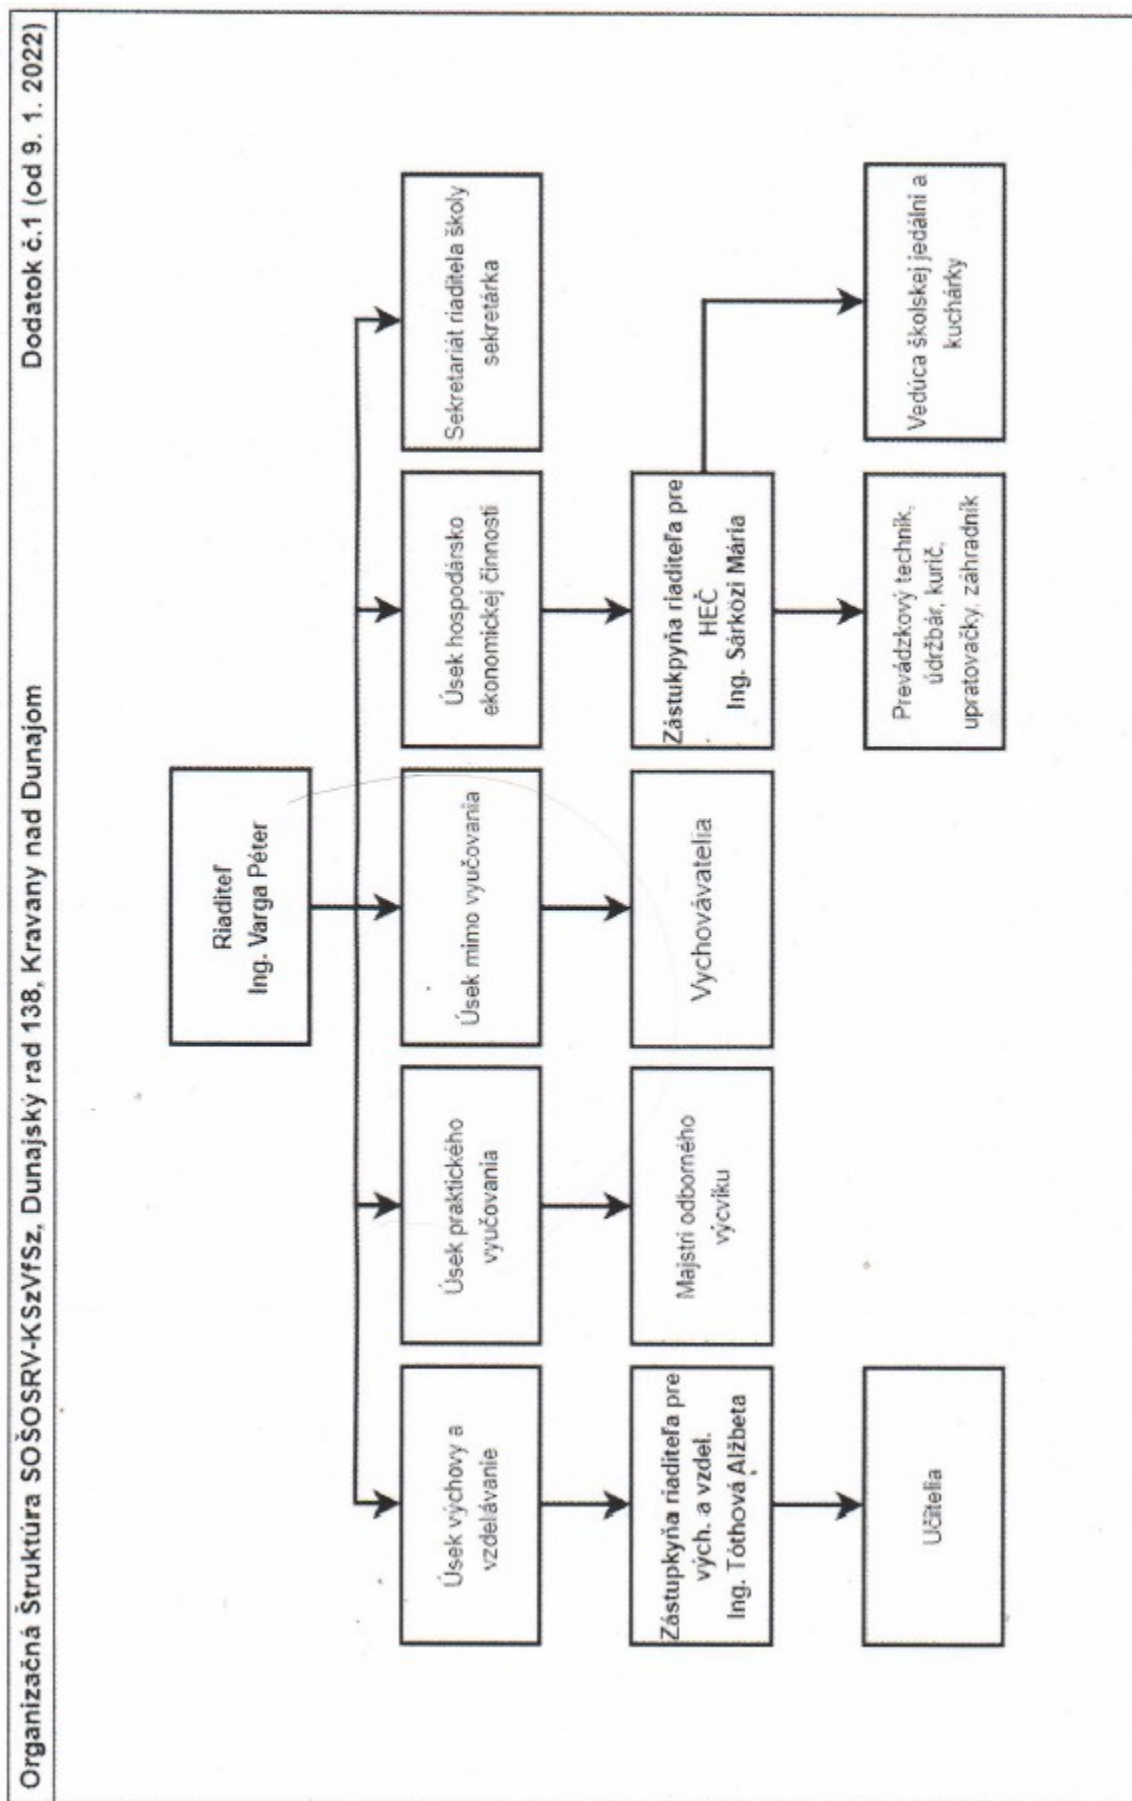 Organizačná Štruktúra SOŠOSRV-KSzVfSz, Dunajský rad 138, Kravany nad Dunajom
Dodatok č.1 (od 9. 1. 2022)
Riaditeľ
Ing. Varga Péter
Úsek výchovy a
vzdelávanie
Úsek praktického
vyučovania
Úsek mimo vyučovania
Úsek hospodársko
ekonomickej činnosti
Sekretariát riaditela školy
sekretárka
Zástupkyňa riaditeľa pre
vých. a vzdel.
Ing. Tóthová Alžbeta
Majstri odborného
výcviku
Vychovávatelia
Zástukpyňa riaditeľa pre
HEČ
Ing. Sárközi Mária
Učitelia
Prevádzkový technik,
údržbár, kurič,
upratovačky, záhradník
Vedúca školskej jedálni a
kuchárky